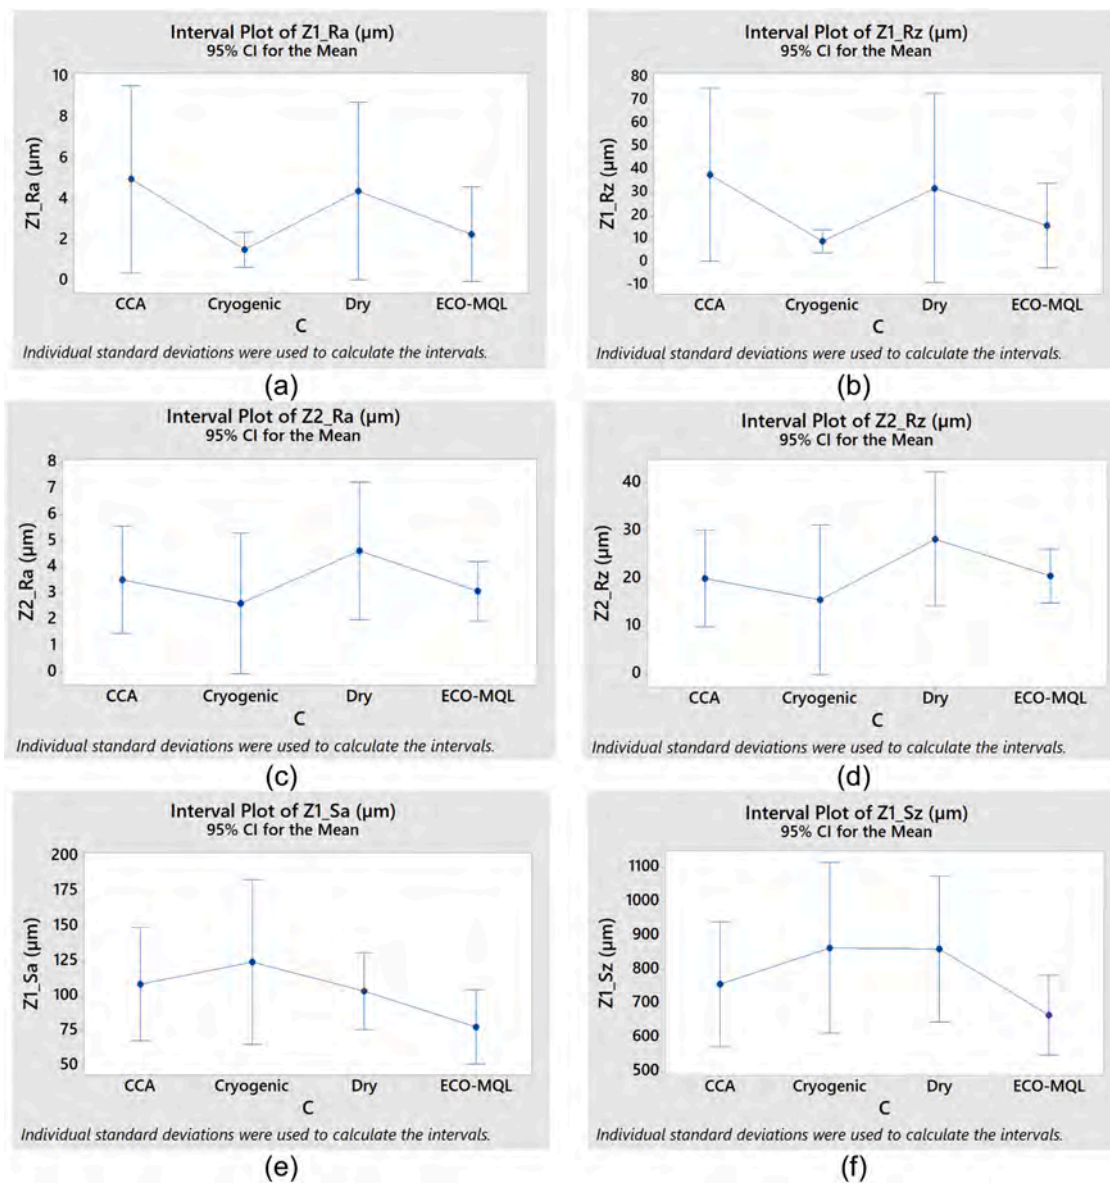 Interval Plot of Z1_Ra (µm)
95% CI for the Mean
10
8
6
4
2
0
Z1_Ra (µm)
CCA Cryogenic Dry ECO-MQL
C
Individual standard deviations were used to calculate the intervals.
(a)
Interval Plot of Z1_Rz (µm)
95% CI for the Mean
80
70
60
50
40
30
20
10
0
-10
Z1_Rz (µm)
CCA Cryogenic Dry ECO-MQL
C
Individual standard deviations were used to calculate the intervals.
(b)
Interval Plot of Z2_Ra (µm)
95% CI for the Mean
8
7
6
5
4
3
2
1
0
Z2_Ra (µm)
CCA Cryogenic Dry ECO-MQL
C
Individual standard deviations were used to calculate the intervals.
(c)
Interval Plot of Z2_Rz (µm)
95% CI for the Mean
40
30
20
10
0
Z2_Rz (µm)
CCA Cryogenic Dry ECO-MQL
C
Individual standard deviations were used to calculate the intervals.
(d)
Interval Plot of Z1_Sa (µm)
95% CI for the Mean
200
175
150
125
100
75
50
Z1_Sa (µm)
CCA Cryogenic Dry ECO-MQL
C
Individual standard deviations were used to calculate the intervals.
(e)
Interval Plot of Z1_Sz (µm)
95% CI for the Mean
1100
1000
900
800
700
600
500
Z1_Sz (µm)
CCA Cryogenic Dry ECO-MQL
C
Individual standard deviations were used to calculate the intervals.
(f)